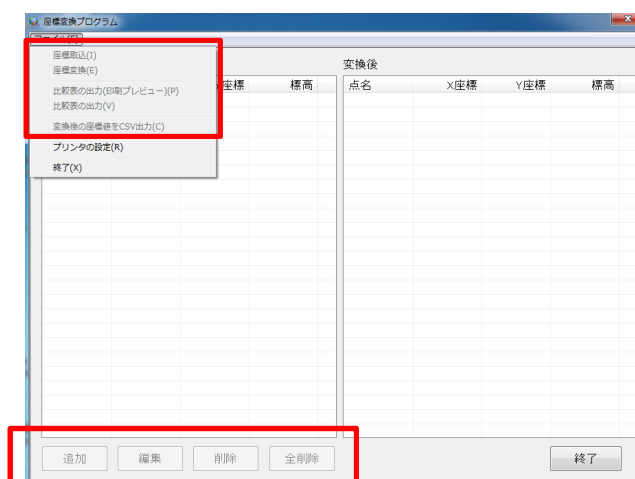 座標変換プログラム
ファイル(F)
座標取込(I)
座標変換(E)
比較表の出力(印刷プレビュー)(P)
比較表の出力(V)
変換後の座標値をCSV出力(C)
プリンタの設定(R)
終了(X)
座標 標高
変換後
点名 X座標 Y座標 標高
追加 編集 削除 全削除 終了